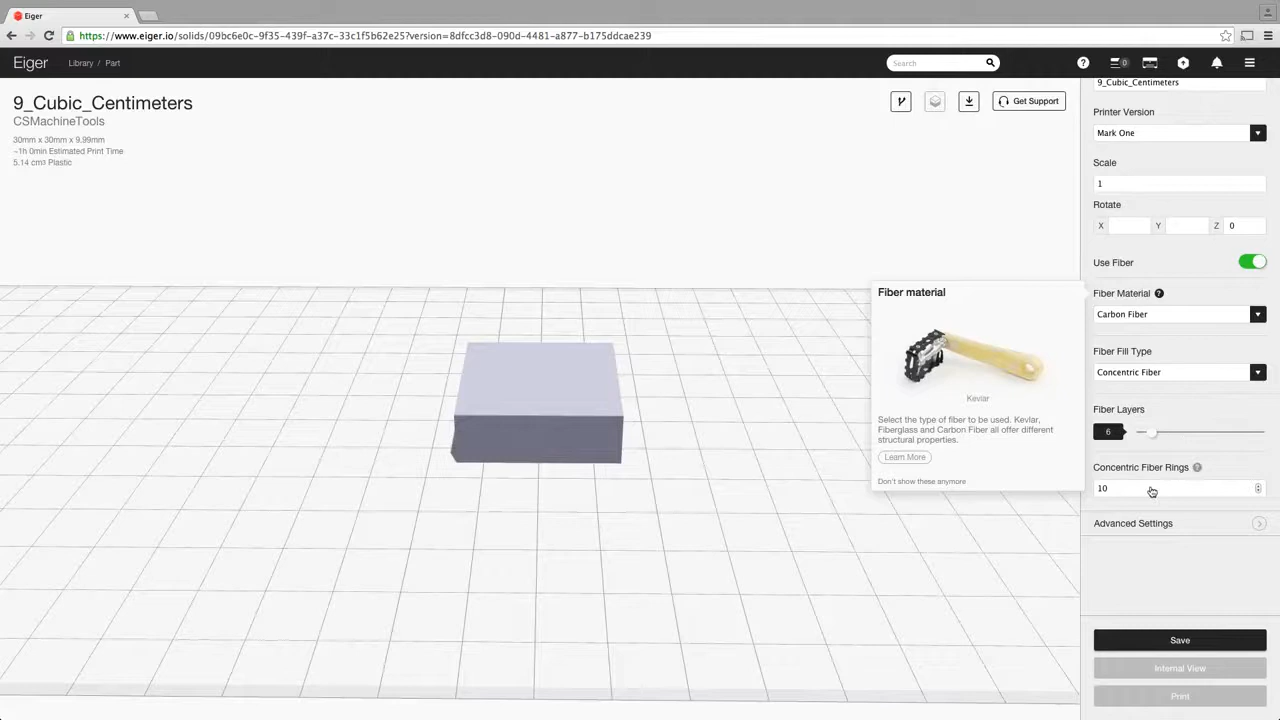 Eiger
https://www.eiger.io/solids/09bc6e0c-9f35-439f-a37c-33c1f5b62e25?version=8dfcc3d8-090d-4481-a877-b175ddcae239
Eiger
Library / Part
Search
0
9_Cubic_Centimeters
CSMachineTools
30mm x 30mm x 9.99mm
~1h 0min Estimated Print Time
5.14 cm³ Plastic
Get Support
9_Cubic_Centimeters
Printer Version
Mark One
Scale
1
Rotate
X Y Z 0
Use Fiber
Fiber Material ?
Carbon Fiber
Fiber Fill Type
Concentric Fiber
Fiber Layers
6
Concentric Fiber Rings ?
10
Advanced Settings
Save
Internal View
Print
Fiber material
Kevlar
Select the type of fiber to be used. Kevlar,
Fiberglass and Carbon Fiber all offer different
structural properties.
Learn More
Don't show these anymore